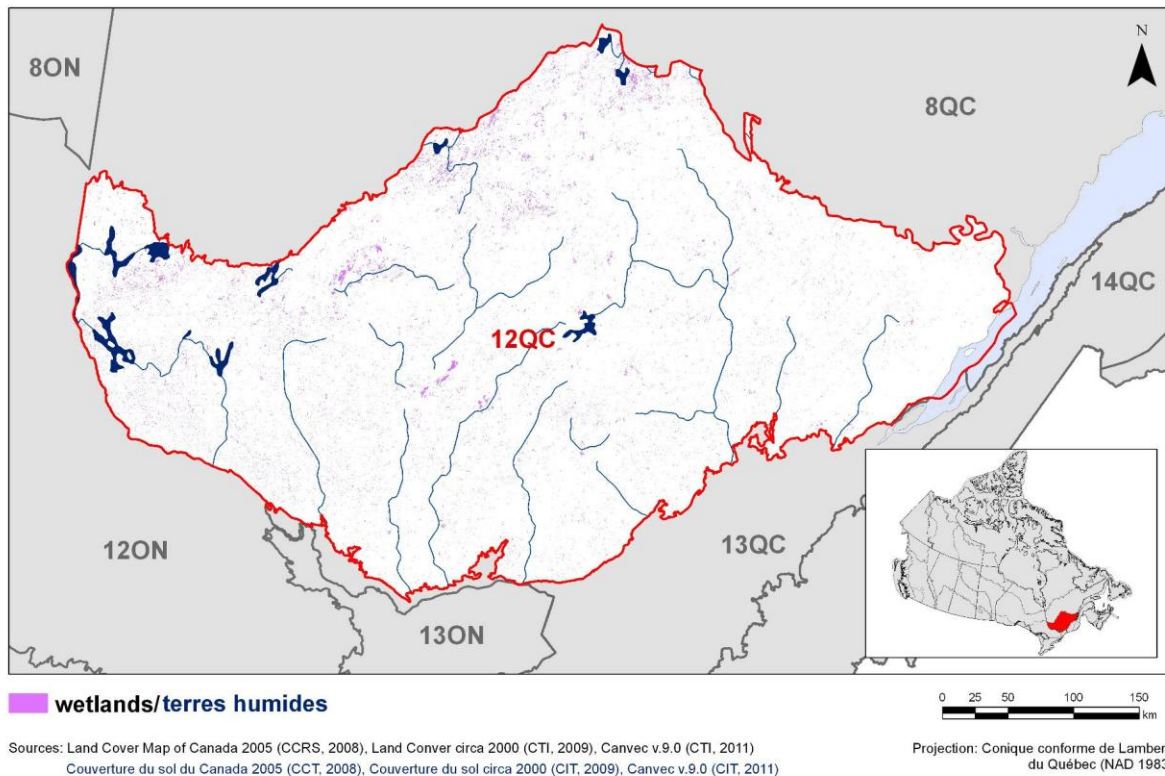 8ON
N
8QC
14QC
12QC
12ON
13QC
13ON
wetlands/terres humides
0 25 50 100 150
km
Sources: Land Cover Map of Canada 2005 (CCRS, 2008), Land Conver circa 2000 (CTI, 2009), Canvec v.9.0 (CTI, 2011)
Couverture du sol du Canada 2005 (CCT, 2008), Couverture du sol circa 2000 (CIT, 2009), Canvec v.9.0 (CIT, 2011)
Projection: Conique conforme de Lamber
du Québec (NAD 1983